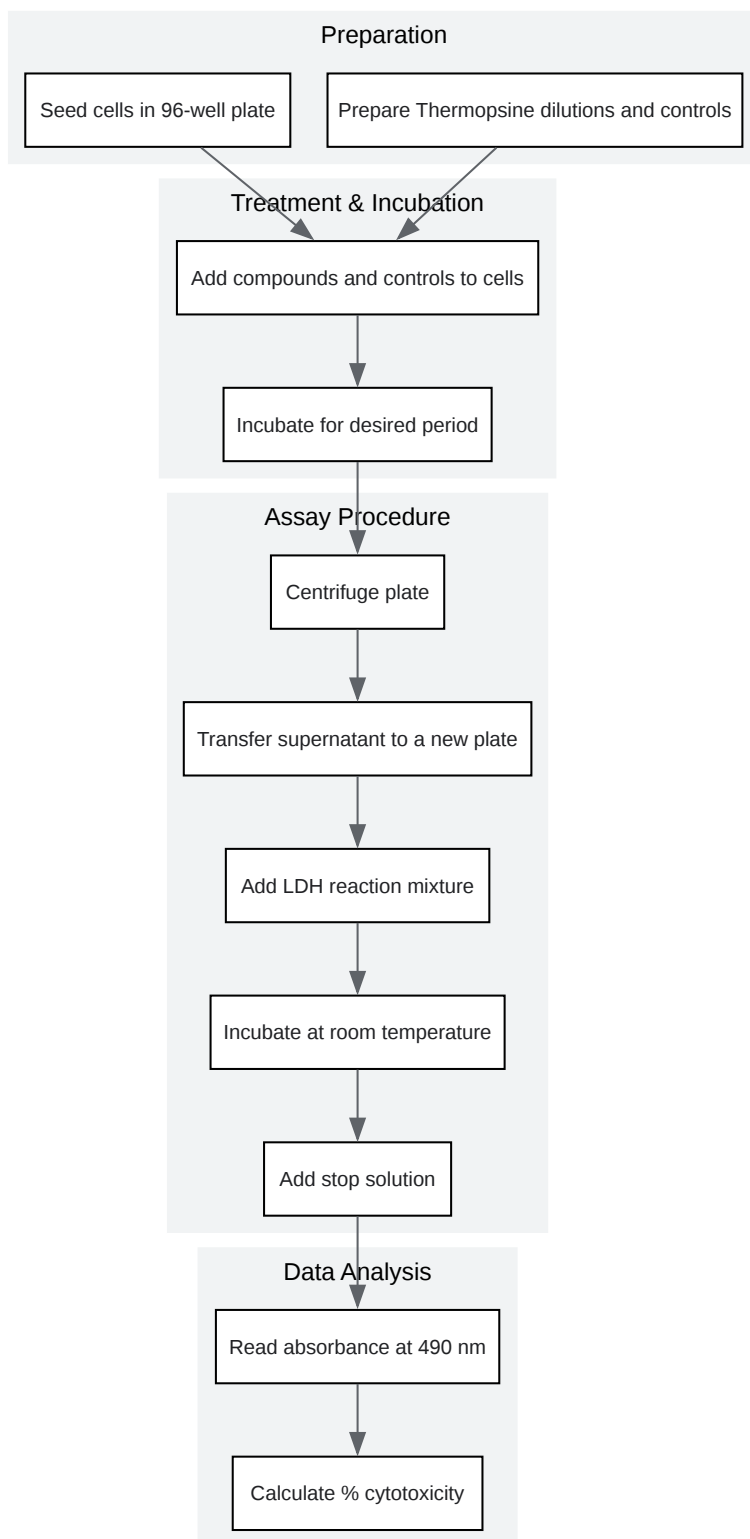 Preparation
Seed cells in 96-well plate
Prepare Thermopsine dilutions and controls
Treatment & Incubation
Add compounds and controls to cells
Incubate for desired period
Assay Procedure
Centrifuge plate
Transfer supernatant to a new plate
Add LDH reaction mixture
Incubate at room temperature
Add stop solution
Data Analysis
Read absorbance at 490 nm
Calculate % cytotoxicity